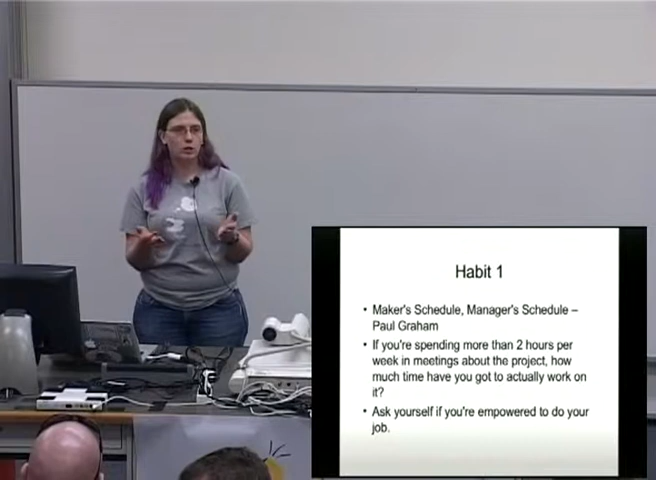 Habit 1
• Maker's Schedule, Manager's Schedule –
Paul Graham
• If you're spending more than 2 hours per
week in meetings about the project, how
much time have you got to actually work on
it?
• Ask yourself if you're empowered to do your
job.